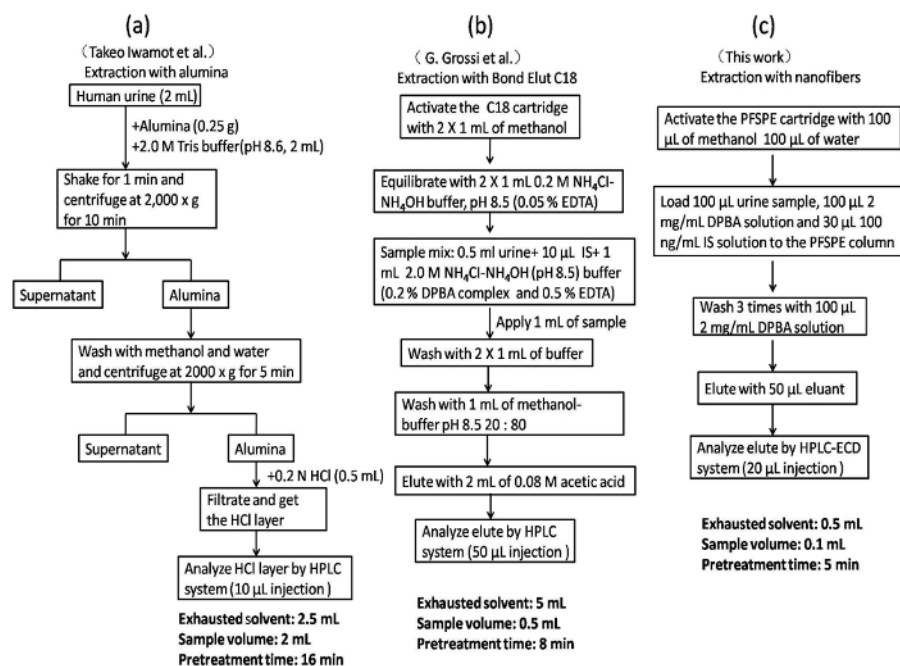 (a)
(Takeo Iwamot et al.)
Extraction with alumina
Human urine (2 mL)
+Alumina (0.25 g)
+2.0 M Tris buffer(pH 8.6, 2 mL)
Shake for 1 min and
centrifuge at 2,000 x g
for 10 min
Supernatant
Alumina
Wash with methanol and water
and centrifuge at 2000 x g for 5 min
Supernatant
Alumina
+0.2 N HCl (0.5 mL)
Filtrate and get
the HCl layer
Analyze HCl layer by HPLC
system (10 μL injection )
Exhausted solvent: 2.5 mL
Sample volume: 2 mL
Pretreatment time: 16 min
(b)
( G. Grossi et al.)
Extraction with Bond Elut C18
Activate the C18 cartridge
with 2 X 1 mL of methanol
Equilibrate with 2 X 1 mL 0.2 M NH₄Cl-
NH₄OH buffer, pH 8.5 (0.05 % EDTA)
Sample mix: 0.5 ml urine+ 10 μL IS+ 1
mL 2.0 M NH₄Cl-NH₄OH (pH 8.5) buffer
(0.2 % DPBA complex and 0.5 % EDTA)
Apply 1 mL of sample
Wash with 2 X 1 mL of buffer
Wash with 1 mL of methanol-
buffer pH 8.5 20 : 80
Elute with 2 mL of 0.08 M acetic acid
Analyze elute by HPLC
system (50 μL injection )
Exhausted solvent: 5 mL
Sample volume: 0.5 mL
Pretreatment time: 8 min
(c)
(This work)
Extraction with nanofibers
Activate the PFSPE cartridge with 100
μL of methanol 100 μL of water
Load 100 μL urine sample, 100 μL 2
mg/mL DPBA solution and 30 μL 100
ng/mL IS solution to the PFSPE column
Wash 3 times with 100 μL
2 mg/mL DPBA solution
Elute with 50 μL eluant
Analyze elute by HPLC-ECD
system (20 μL injection )
Exhausted solvent: 0.5 mL
Sample volume: 0.1 mL
Pretreatment time: 5 min